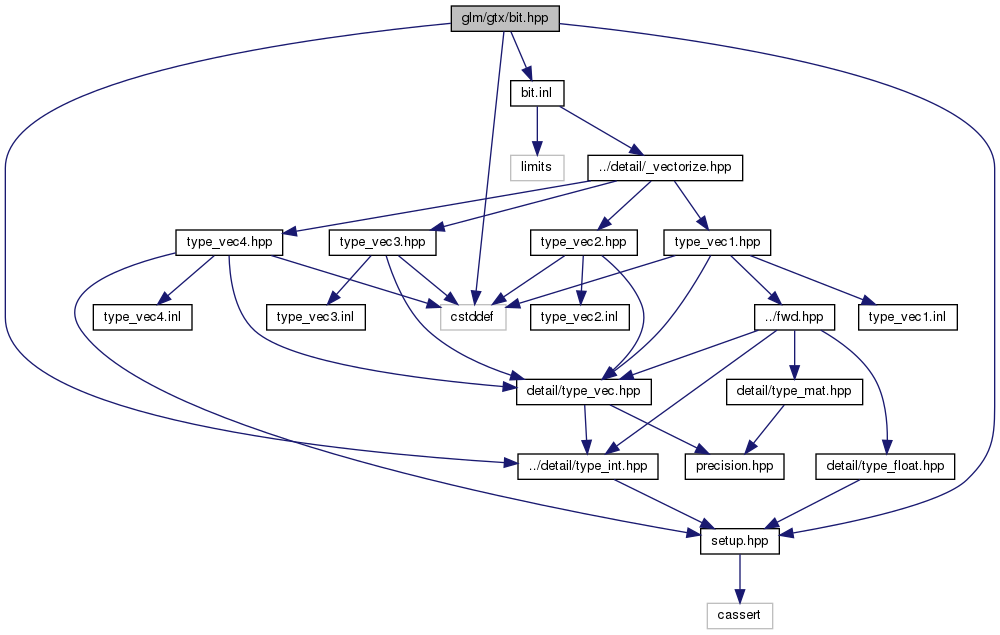 glm/gtx/bit.hpp
bit.inl
limits
../detail/_vectorize.hpp
type_vec4.hpp
type_vec3.hpp
type_vec2.hpp
type_vec1.hpp
type_vec4.inl
type_vec3.inl
cstddef
type_vec2.inl
../fwd.hpp
type_vec1.inl
detail/type_vec.hpp
detail/type_mat.hpp
../detail/type_int.hpp
precision.hpp
detail/type_float.hpp
setup.hpp
cassert